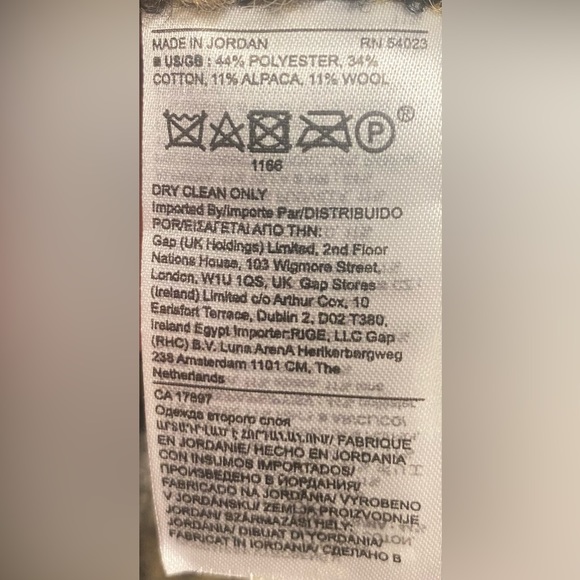 MADE IN JORDAN RN 54023
US/GB : 44% POLYESTER, 34%
COTTON, 11% ALPACA, 11% WOOL
P ®
1166
DRY CLEAN ONLY
Imported By/Importe Par/DISTRIBUIDO
POR/ΕΙΣΑΓΕΤΑΙ ΑΠΟ ΤΗΝ:
Gap (UK Holdings) Limited, 2nd Floor
Nations House, 103 Wigmore Street,
London, W1U 1QS, UK Gap Stores
(Ireland) Limited c/o Arthur Cox, 10
Earlsfort Terrace, Dublin 2, D02 T380,
Ireland Egypt Importer:RIGE, LLC Gap
(RHC) B.V. Luna ArenA Herikerbergweg
238 Amsterdam 1101 CM, The
Netherlands
CA 17897
Одежда второго слоя
ԱՐՏԱԴՐՎԱԾ Է ՀՈՐԴԱՆԱՆՈՒՄ/ FABRIQUÉ
EN JORDANIE/ HECHO EN JORDANIA
CON INSUMOS IMPORTADOS/
ПРОИЗВЕДЕНО В ИОРДАНИИ/
FABRICADO NA JORDÂNIA/ VYROBENO
V JORDÁNSKU/ ZEMLJA PROIZVODNJE
JORDAN/ SZÁRMAZÁSI HELY:
JORDÁNIA/ DIBUAT DI YORDANIA/
FABRICAT ÎN IORDANIA/ СДЕЛАНО В